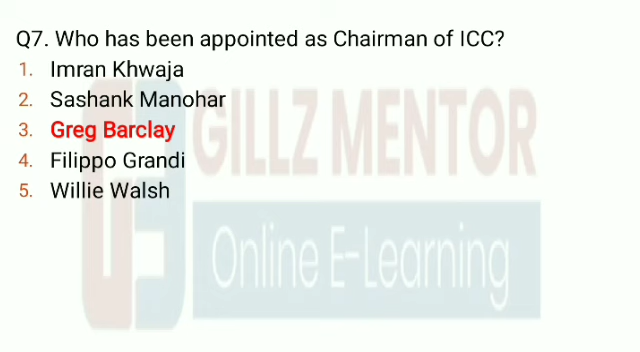 Q7. Who has been appointed as Chairman of ICC?
1. Imran Khwaja
2. Sashank Manohar
3. Greg Barclay
4. Filippo Grandi
5. Willie Walsh
GILLZ MENTOR
Online E-Learning